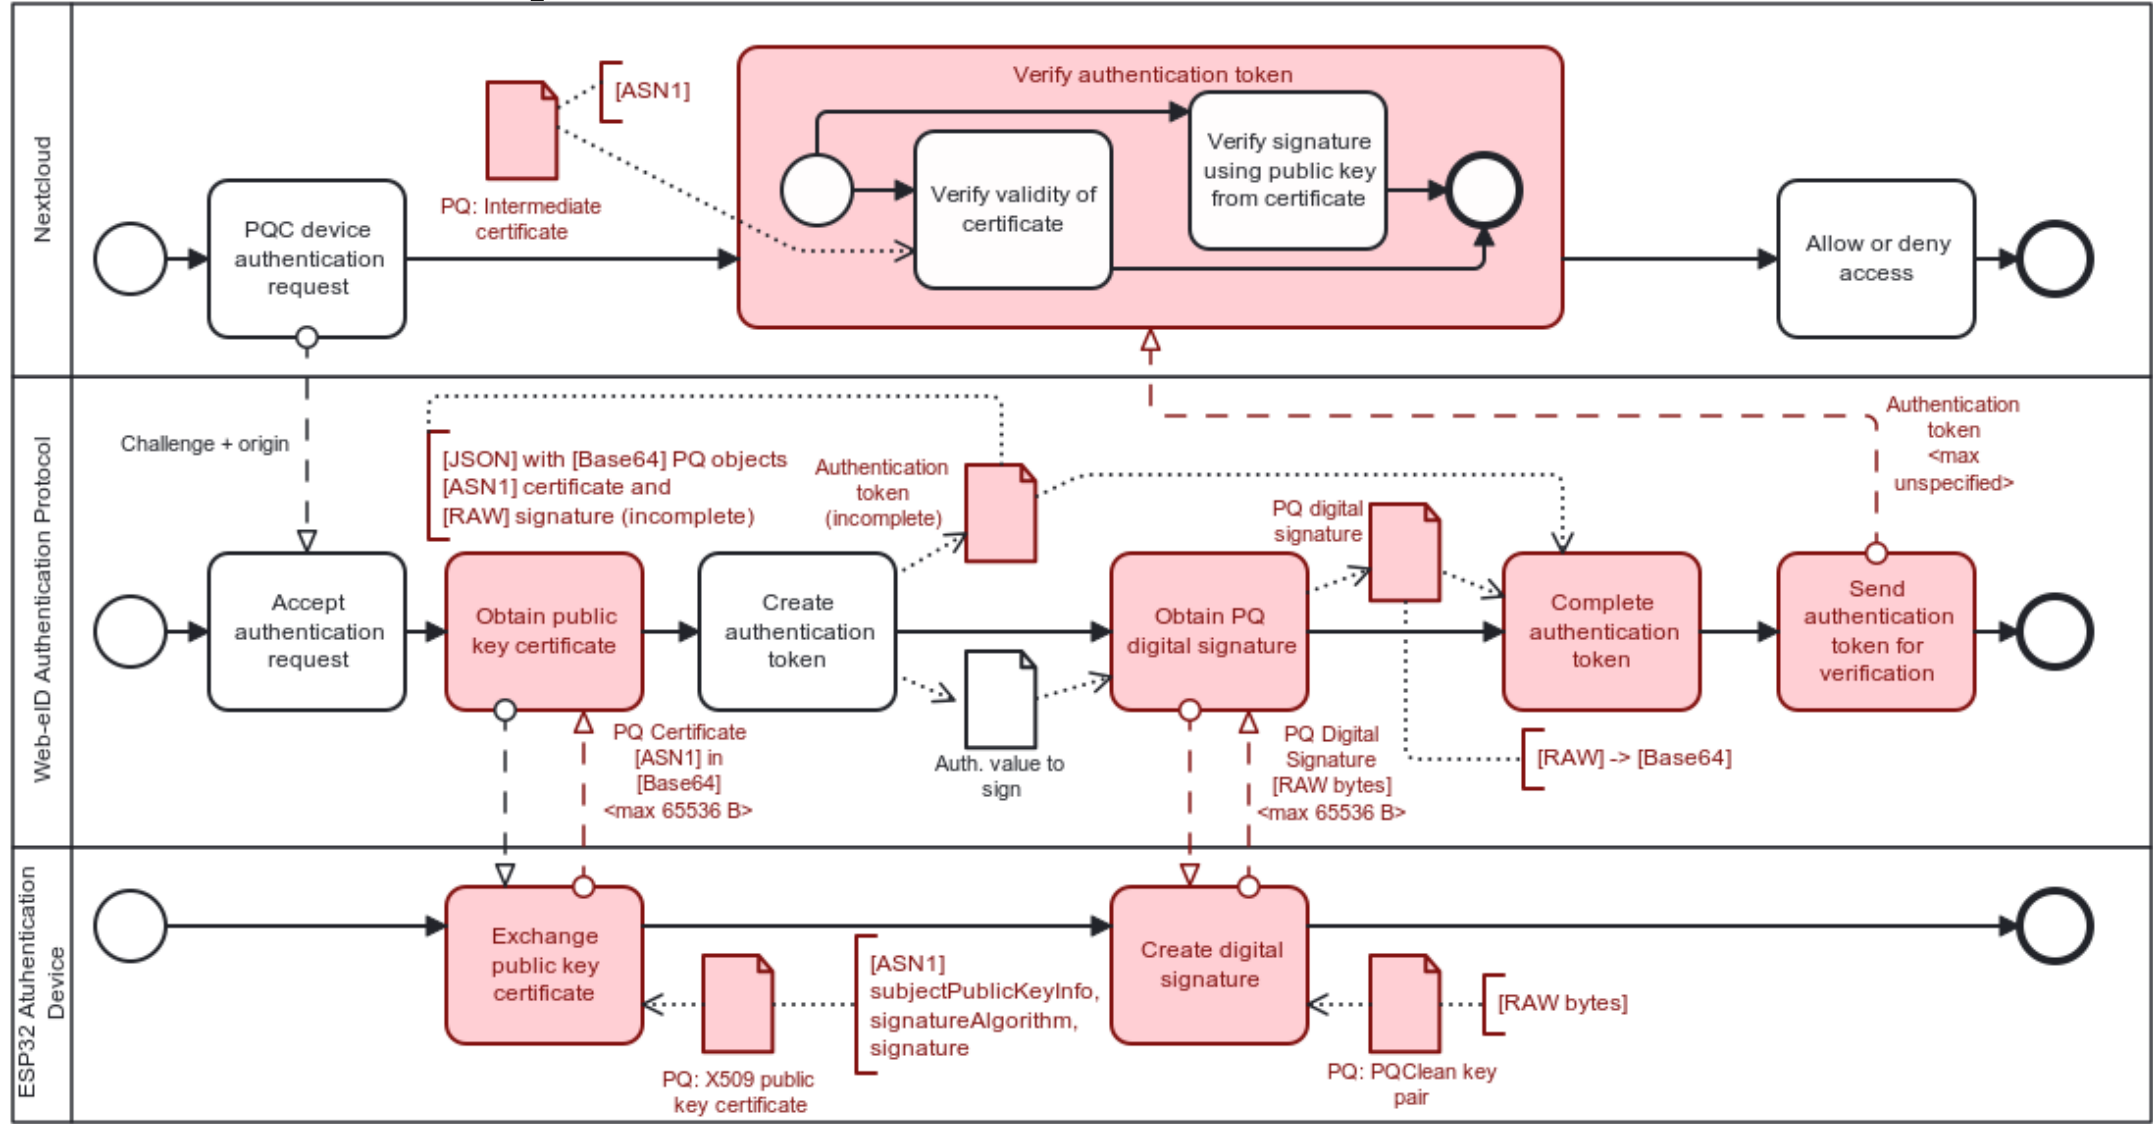 Nextcloud
Verify authentication token
[ASN1]
PQ: Intermediate
certificate
PQC device
authentication
request
Verify validity of
certificate
Verify signature
using public key
from certificate
Allow or deny
access
Web-eID Authentication Protocol
Challenge + origin
[JSON] with [Base64] PQ objects
[ASN1] certificate and
[RAW] signature (incomplete)
Authentication
token
(incomplete)
PQ digital
signature
Authentication
token
<max
unspecified>
Accept
authentication
request
Obtain public
key certificate
Create
authentication
token
Obtain PQ
digital signature
Complete
authentication
token
Send
authentication
token for
verification
PQ Certificate
[ASN1] in
[Base64]
<max 65536 B>
Auth. value to
sign
PQ Digital
Signature
[RAW bytes]
<max 65536 B>
[RAW] -> [Base64]
ESP32 Atuhentication
Device
Exchange
public key
certificate
PQ: X509 public
key certificate
[ASN1]
subjectPublicKeyInfo,
signatureAlgorithm,
signature
Create digital
signature
PQ: PQClean key
pair
[RAW bytes]